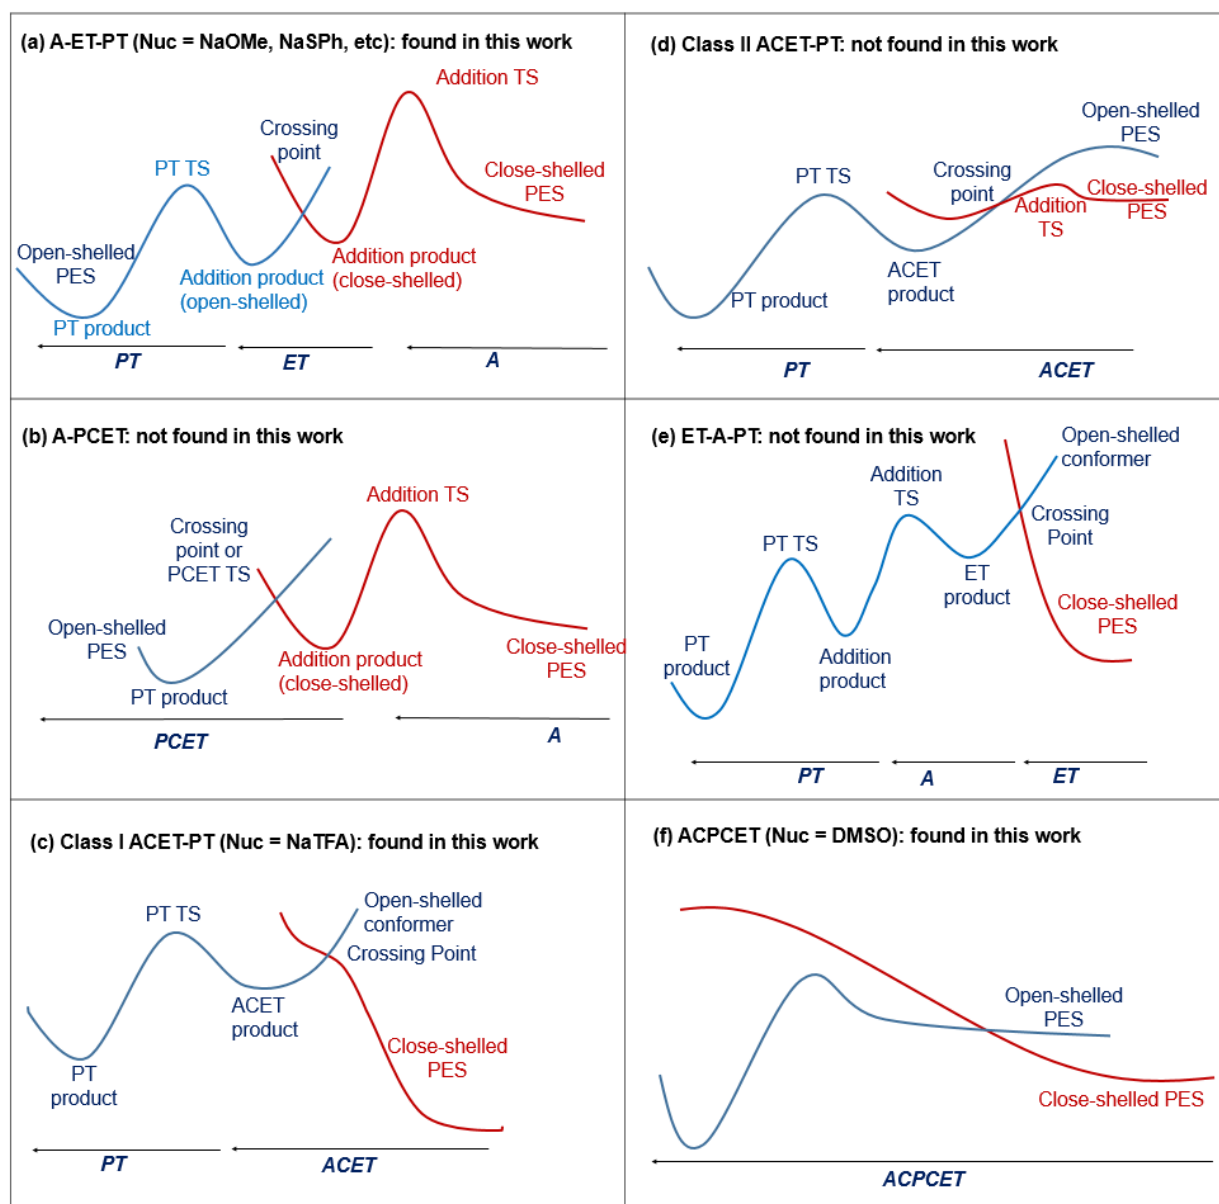 (a) A-ET-PT (Nuc = NaOMe, NaSPh, etc): found in this work
Addition TS
Crossing
point
PT TS
Close-shelled
PES
Open-shelled
PES
Addition product
(close-shelled)
Addition product
(open-shelled)
PT product
PT
ET
A
(d) Class II ACET-PT: not found in this work
Open-shelled
PES
Crossing
point
PT TS
Close-shelled
PES
Addition
TS
ACET
product
PT product
PT
ACET
(b) A-PCET: not found in this work
Addition TS
Crossing
point or
PCET TS
Open-shelled
PES
Close-shelled
PES
Addition product
(close-shelled)
PT product
PCET
A
(e) ET-A-PT: not found in this work
Open-shelled
conformer
Addition
TS
Crossing
Point
PT TS
ET
product
Close-shelled
PES
PT
product
Addition
product
PT
A
ET
(c) Class I ACET-PT (Nuc = NaTFA): found in this work
Open-shelled
conformer
PT TS
Crossing Point
ACET
product
Close-shelled
PES
PT
product
PT
ACET
(f) ACPCET (Nuc = DMSO): found in this work
Open-shelled
PES
Close-shelled PES
ACPCET